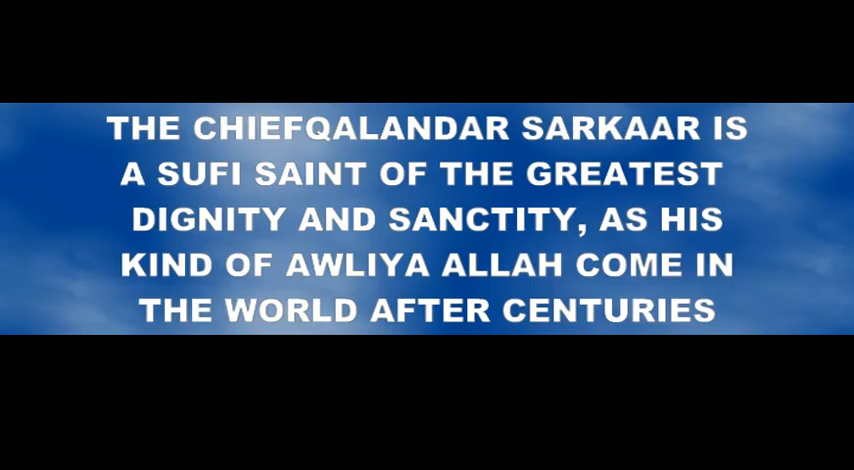 THE CHIEFQALANDAR SARKAAR IS
A SUFI SAINT OF THE GREATEST
DIGNITY AND SANCTITY, AS HIS
KIND OF AWLIYA ALLAH COME IN
THE WORLD AFTER CENTURIES